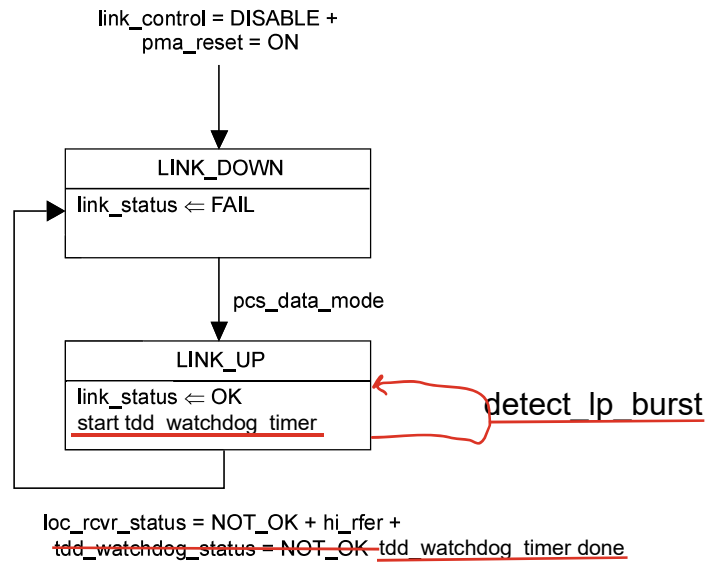 link_control = DISABLE +
pma_reset = ON
LINK_DOWN
link_status ⇐ FAIL
pcs_data_mode
LINK_UP
link_status ⇐ OK
start tdd_watchdog_timer
detect_lp_burst
loc_rcvr_status = NOT_OK + hi_rfer +
tdd_watchdog_status = NOT_OK tdd_watchdog_timer done